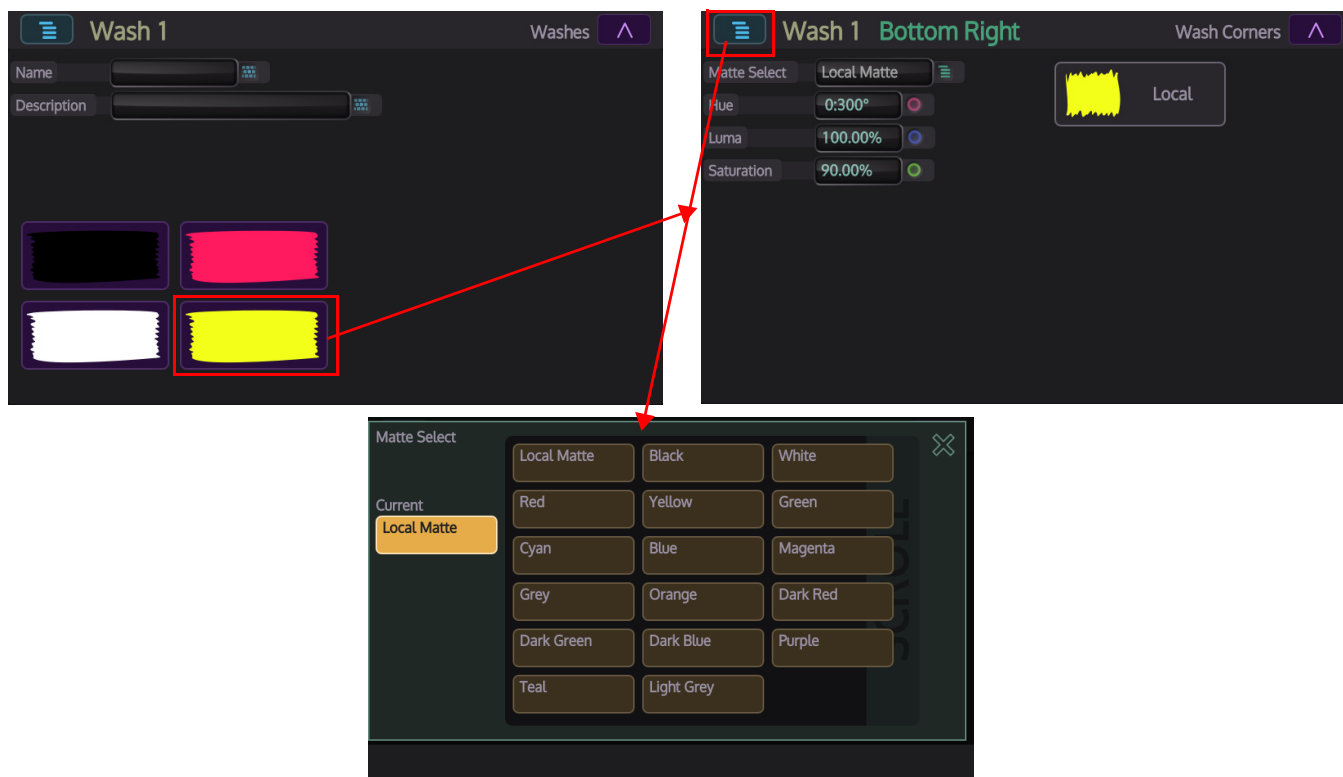 Wash 1 Washes
Name
Description
Wash 1 Bottom Right Wash Corners
Matte Select Local Matte
Hue 0:300°
Luma 100.00%
Saturation 90.00%
Local
Matte Select
Current
Local Matte
Local Matte Black White
Red Yellow Green
Cyan Blue Magenta
Grey Orange Dark Red
Dark Green Dark Blue Purple
Teal Light Grey
SCROLL